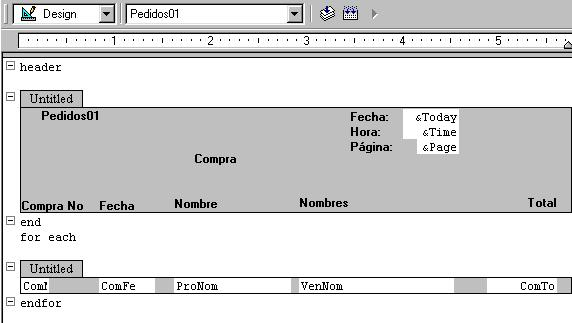 Design Pedidos01
1 2 3 4 5
header
Untitled
Pedidos01 Fecha: &Today
Hora: &Time
Página: &Page
Compra
Compra No Fecha Nombre Nombres Total
end
for each
Untitled
ComN ComFe ProNom VenNom ComTo
endfor